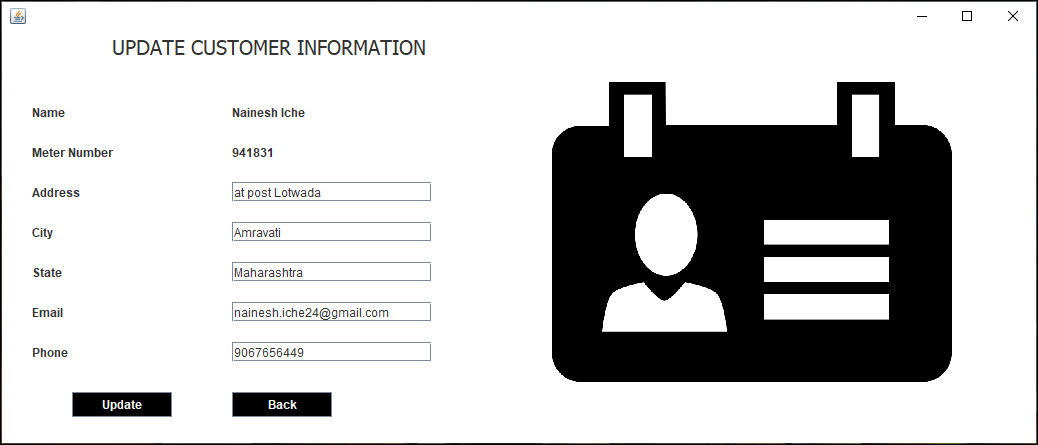 UPDATE CUSTOMER INFORMATION
Name Nainesh Iche
Meter Number 941831
Address at post Lotwada
City Amravati
State Maharashtra
Email nainesh.iche24@gmail.com
Phone 9067656449
Update Back